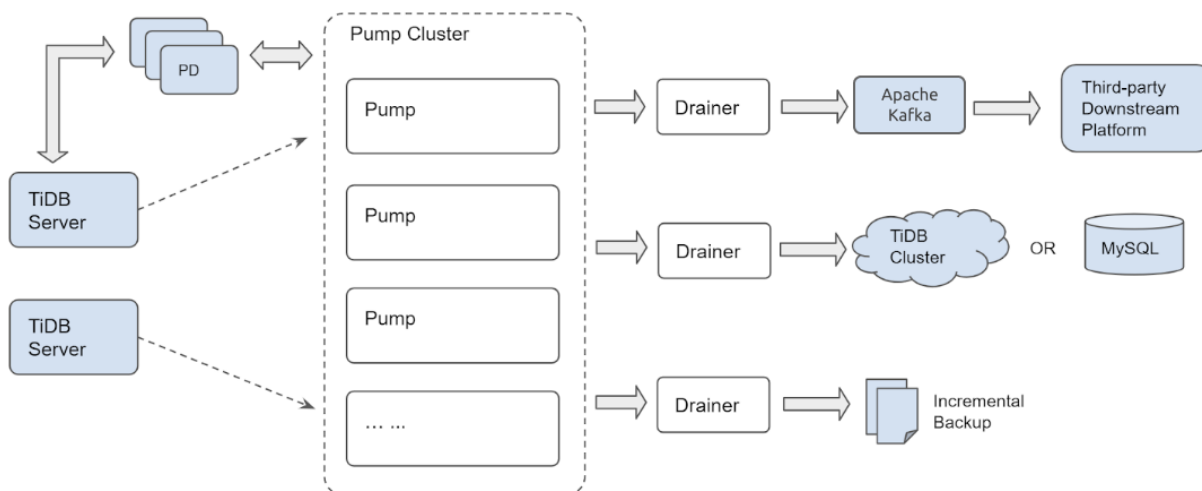 PD
Pump Cluster
Pump
Drainer
Apache
Kafka
Third-party
Downstream
Platform
TiDB
Server
Pump
Drainer
TiDB
Cluster
OR
MySQL
TiDB
Server
Pump
Drainer
Incremental
Backup
... ...